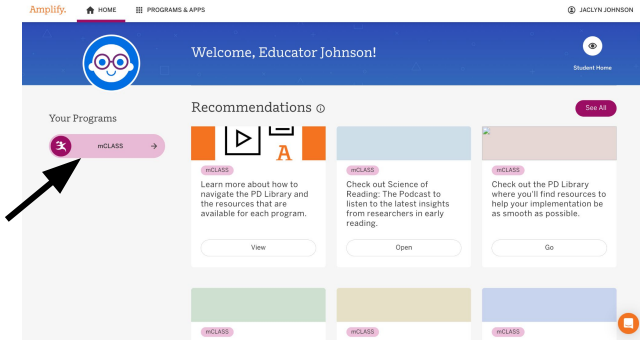 Amplify.
HOME
PROGRAMS & APPS
JACLYN JOHNSON
Welcome, Educator Johnson!
Student Home
Your Programs
mCLASS
Recommendations
See All
mCLASS
Learn more about how to
navigate the PD Library and
the resources that are
available for each program.
View
mCLASS
Check out Science of
Reading: The Podcast to
listen to the latest insights
from researchers in early
reading.
Open
mCLASS
Check out the PD Library
where you'll find resources to
help your implementation be
as smooth as possible.
Go
A
mCLASS
mCLASS
mCLASS